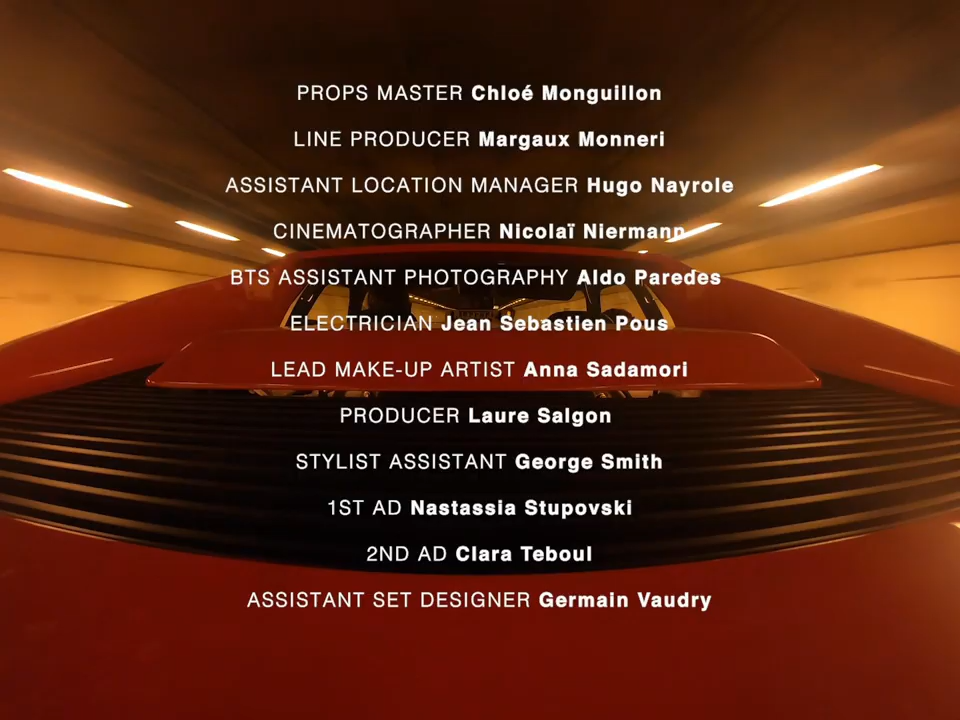 PROPS MASTER Chloé Monguillon
LINE PRODUCER Margaux Monneri
ASSISTANT LOCATION MANAGER Hugo Nayrole
CINEMATOGRAPHER Nicolaï Niermann
BTS ASSISTANT PHOTOGRAPHY Aldo Paredes
ELECTRICIAN Jean Sebastien Pous
LEAD MAKE-UP ARTIST Anna Sadamori
PRODUCER Laure Salgon
STYLIST ASSISTANT George Smith
1ST AD Nastassia Stupovski
2ND AD Clara Teboul
ASSISTANT SET DESIGNER Germain Vaudry